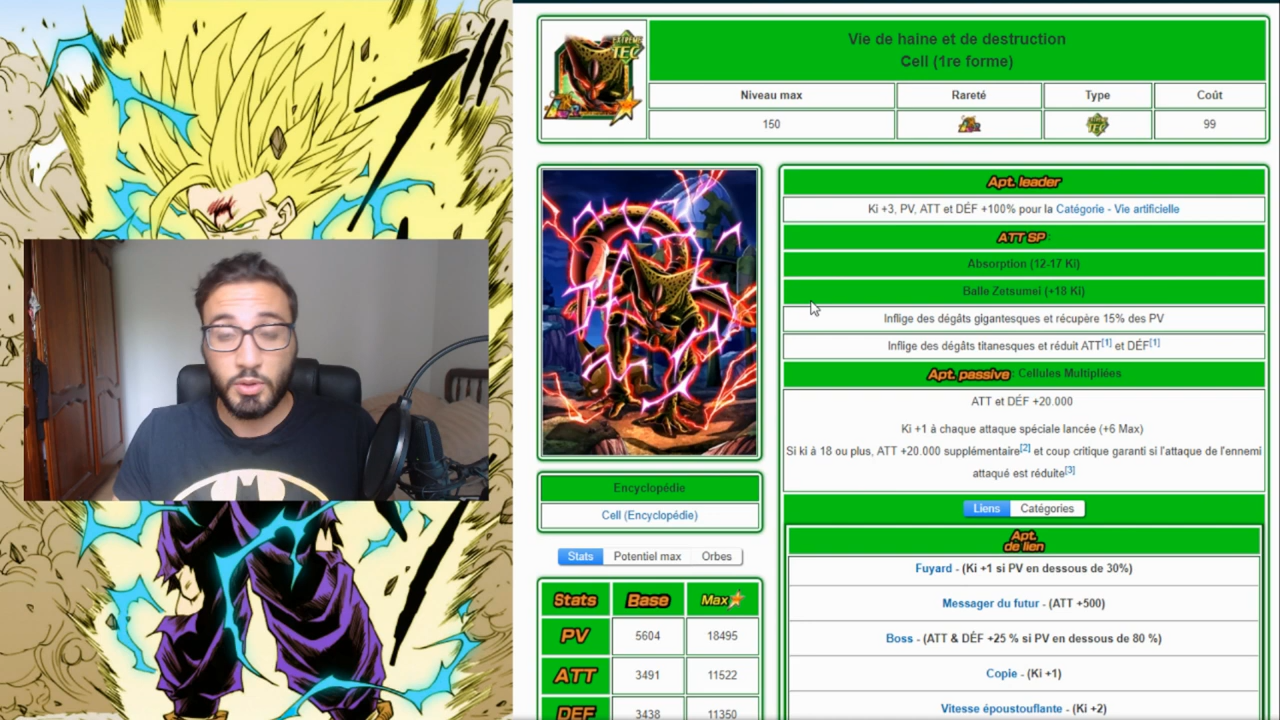 Vie de haine et de destruction
Cell (1re forme)
EXTREME
TEC
Niveau max
Rareté
Type
Coût
150
99
Apt. leader
Ki +3, PV, ATT et DÉF +100% pour la Catégorie - Vie artificielle
ATT SP:
Absorption (12-17 Ki)
Balle Zetsumei (+18 Ki)
Inflige des dégâts gigantesques et récupère 15% des PV
Inflige des dégâts titanesques et réduit ATT[1] et DÉF[1]
Apt. passive: Cellules Multipliées
ATT et DÉF +20.000
Ki +1 à chaque attaque spéciale lancée (+6 Max)
Si ki à 18 ou plus, ATT +20.000 supplémentaire[2] et coup critique garanti si l'attaque de l'ennemi
attaqué est réduite[3]
Liens
Catégories
Apt.
de lien
Fuyard - (Ki +1 si PV en dessous de 30%)
Messager du futur - (ATT +500)
Boss - (ATT & DÉF +25 % si PV en dessous de 80 %)
Copie - (Ki +1)
Vitesse époustouflante - (Ki +2)
Encyclopédie
Cell (Encyclopédie)
Stats
Potentiel max
Orbes
Stats
Base
Max
PV
5604
18495
ATT
3491
11522
DEF
3438
11350